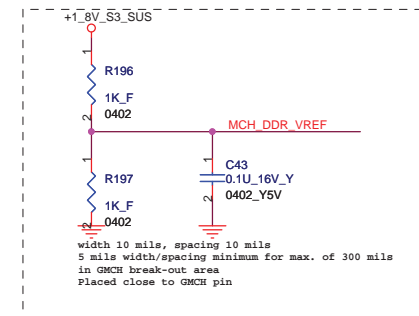 +1_8V_S3_SUS
1
R196
1K_F
2
0402
MCH_DDR_VREF
1
R197
1K_F
2
0402
1
C43
0.1U_16V_Y
2
0402_Y5V
width 10 mils, spacing 10 mils
5 mils width/spacing minimum for max. of 300 mils
in GMCH break-out area
Placed close to GMCH pin